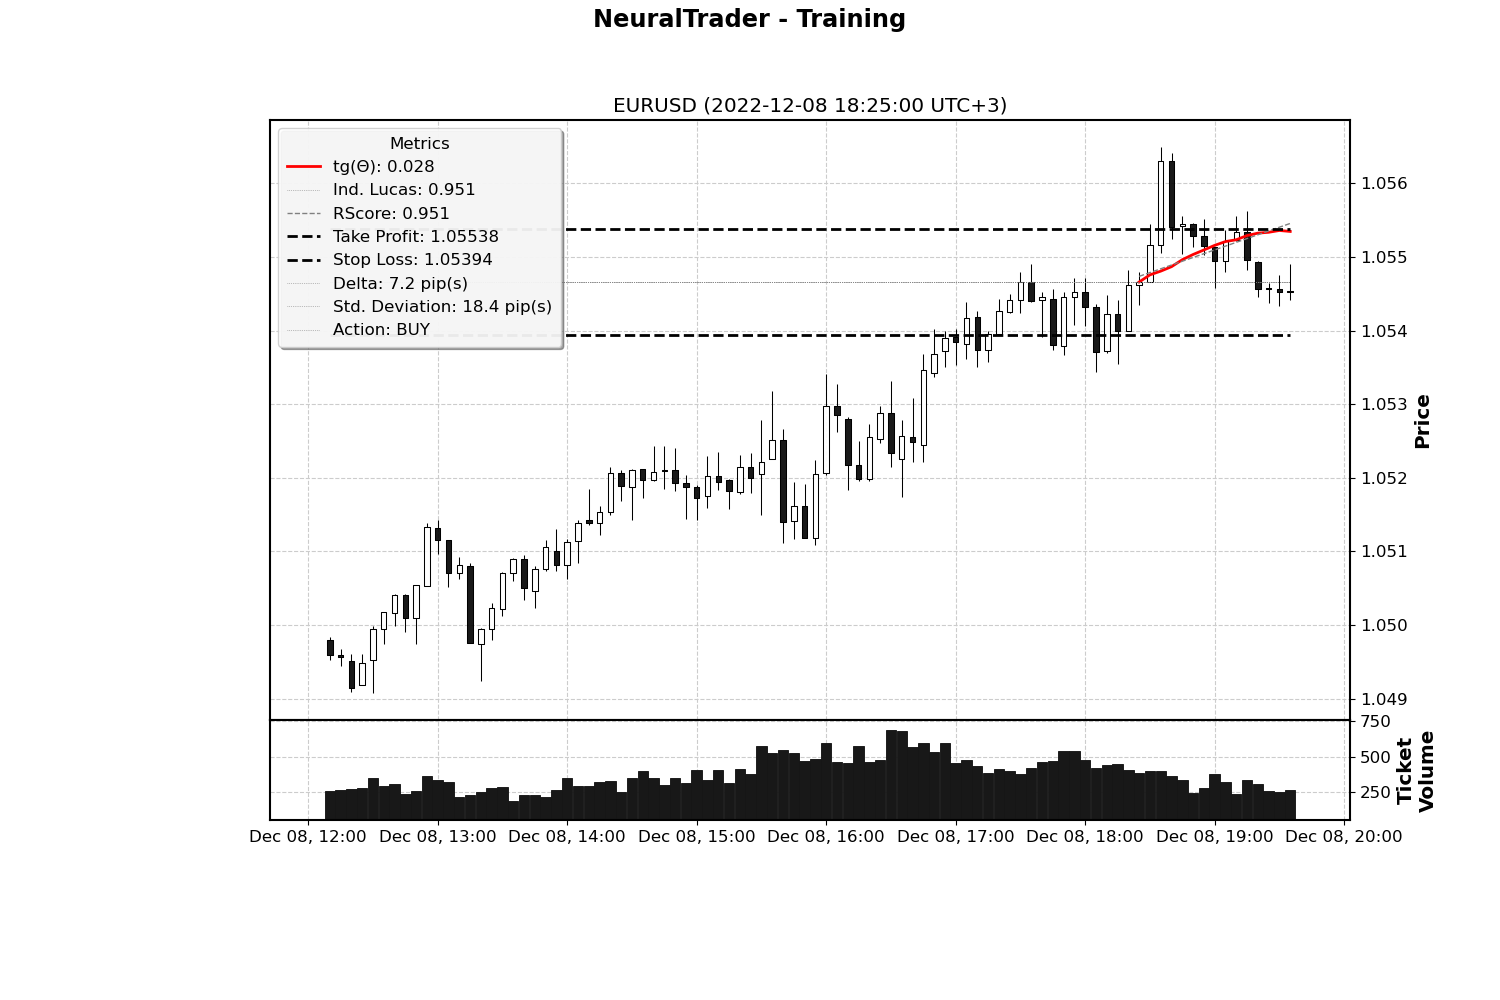 NeuralTrader - Training
EURUSD (2022-12-08 18:25:00 UTC+3)
Metrics
tg(Θ): 0.028
Ind. Lucas: 0.951
RScore: 0.951
Take Profit: 1.05538
Stop Loss: 1.05394
Delta: 7.2 pip(s)
Std. Deviation: 18.4 pip(s)
Action: BUY
1.056
1.055
1.054
1.053
1.052
1.051
1.050
1.049
Price
750
500
250
Ticket
Volume
Dec 08, 12:00 Dec 08, 13:00 Dec 08, 14:00 Dec 08, 15:00 Dec 08, 16:00 Dec 08, 17:00 Dec 08, 18:00 Dec 08, 19:00 Dec 08, 20:00